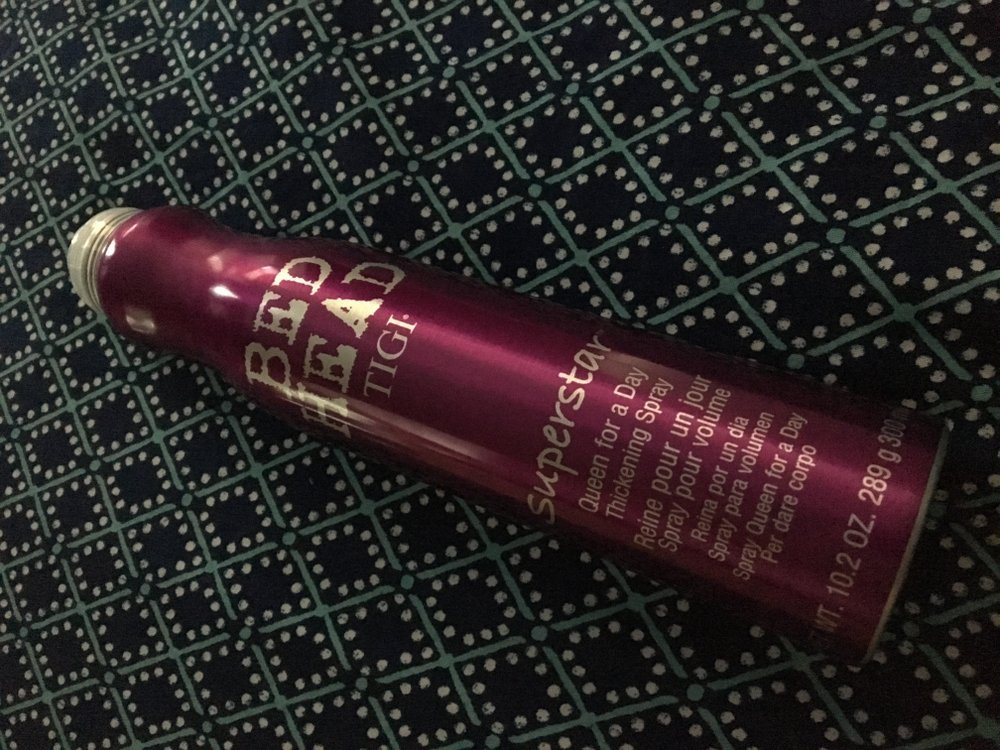 BED
HEAD
TIGI®
superstar
Queen for a Day
Thickening Spray
Reine pour un jour
Spray pour volume
Reina por un dia
Spray para volumen
Spray Queen for a Day
Per dare corpo
WT. 10.2 OZ. 289 g 300